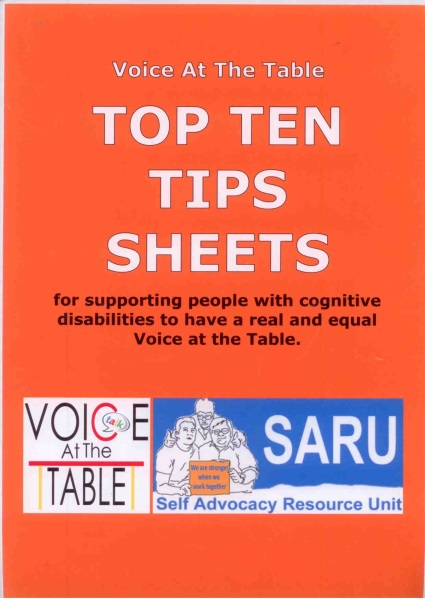 Voice At The Table
TOP TEN
TIPS
SHEETS
for supporting people with cognitive
disabilities to have a real and equal
Voice at the Table.
VOICE
talk
At The
TABLE
SARU
We are stronger
when we
work together
Self Advocacy Resource Unit